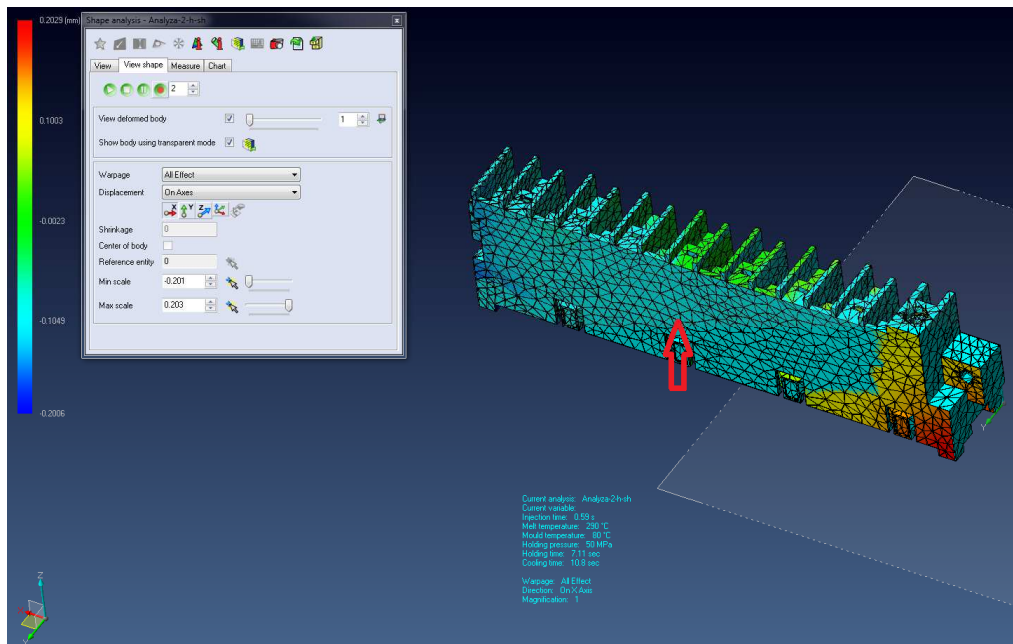 0.2029 (mm)
0.1003
-0.0023
-0.1049
-0.2006
Shape analysis - Analyza-2-h-sh
View
View shape
Measure
Chart
2
View deformed body
1
Show body using transparent mode
Warpage
All Effect
Displacement
On Axes
X
Y
Z
Shrinkage
0
Center of body
Reference entity
0
Min scale
-0.201
Max scale
0.203
Y
Current analysis: Analyza-2-h-sh
Current variable:
Injection time: 0.59 s
Melt temperature: 290 °C
Mould temperature: 80 °C
Holding pressure: 50 MPa
Holding time: 7.11 sec
Cooling time: 10.8 sec
Warpage: All Effect
Direction: On X Axis
Magnification: 1
Z
X
Y